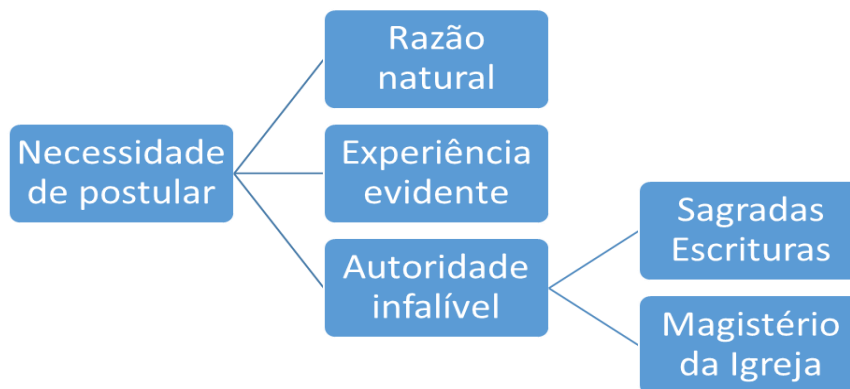 Razão
natural
Necessidade
de postular
Experiência
evidente
Autoridade
infalível
Sagradas
Escrituras
Magistério
da Igreja